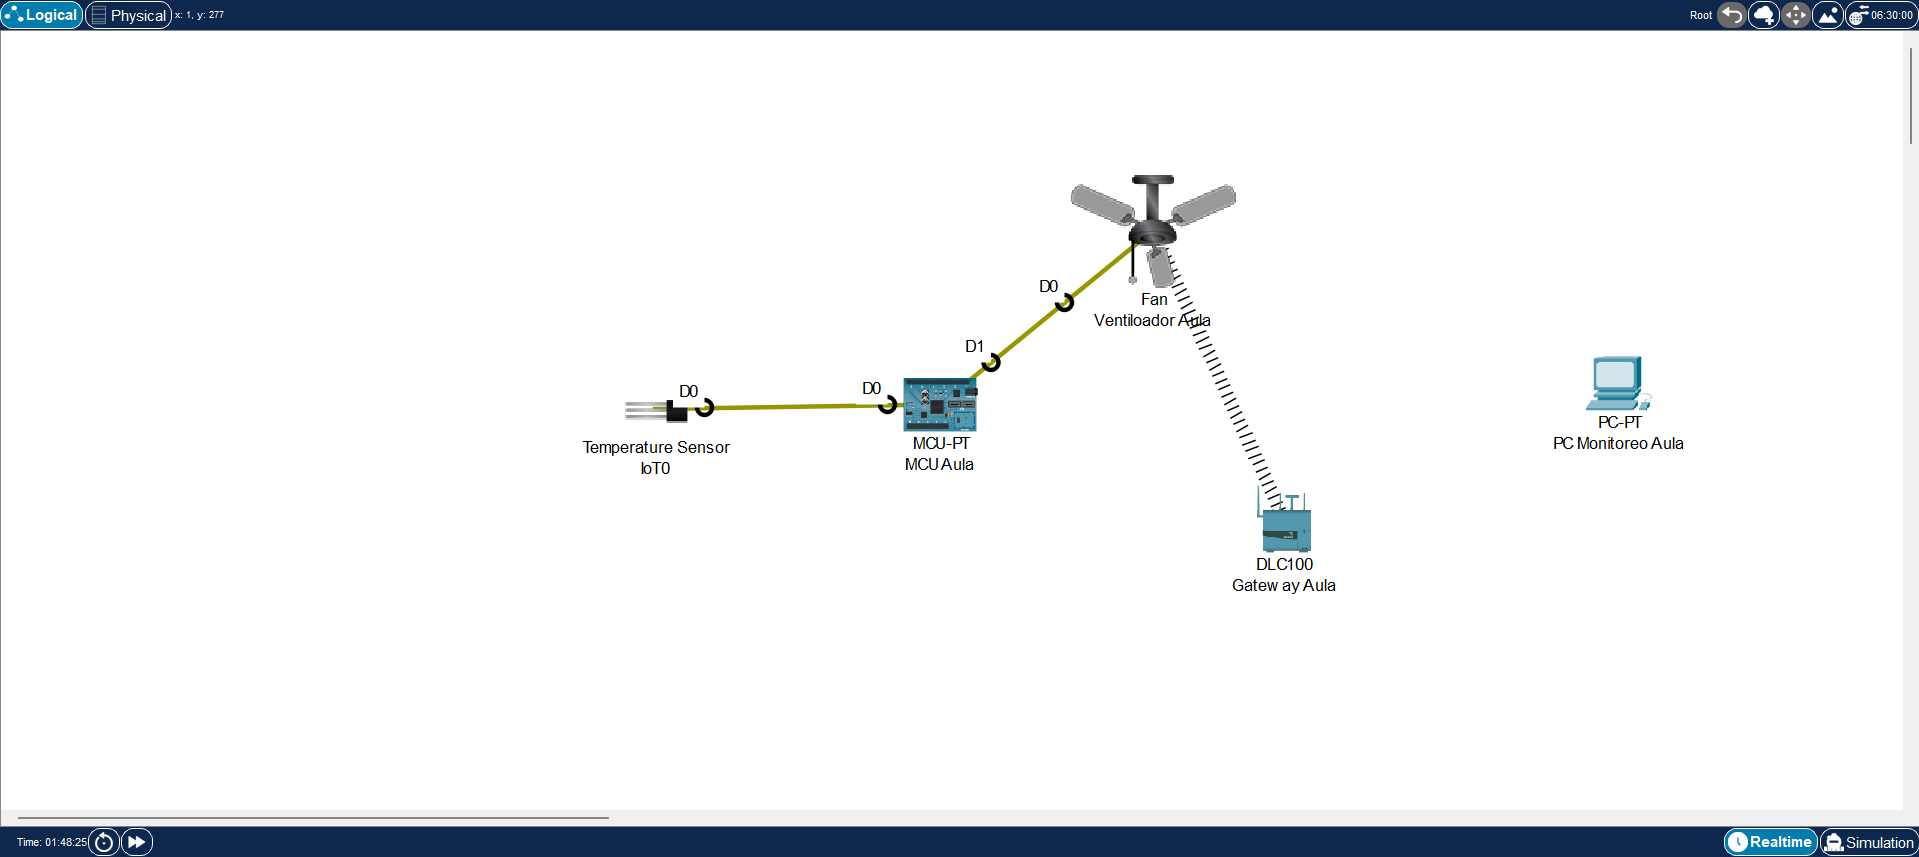 Logical Physical x: 1, y: 277 Root 06:30:00
D0
Fan
Ventiloador Aula
D1
D0 D0
Temperature Sensor
IoT0
MCU-PT
MCU Aula
PC-PT
PC Monitoreo Aula
DLC100
Gatew ay Aula
Time: 01:48:25 Realtime Simulation